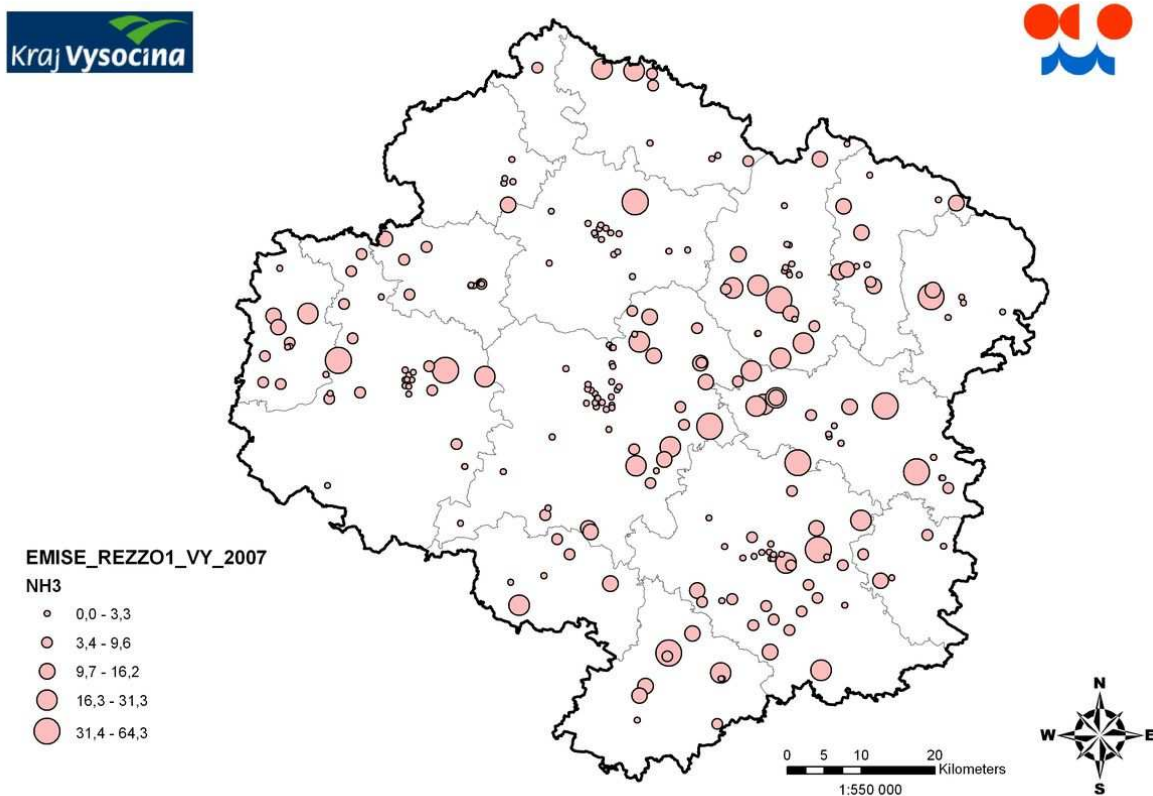 Kraj Vysočina
EMISE_REZZO1_VY_2007
NH3
0,0 - 3,3
3,4 - 9,6
9,7 - 16,2
16,3 - 31,3
31,4 - 64,3
N
W E
S
0 5 10 20
Kilometers
1:550 000